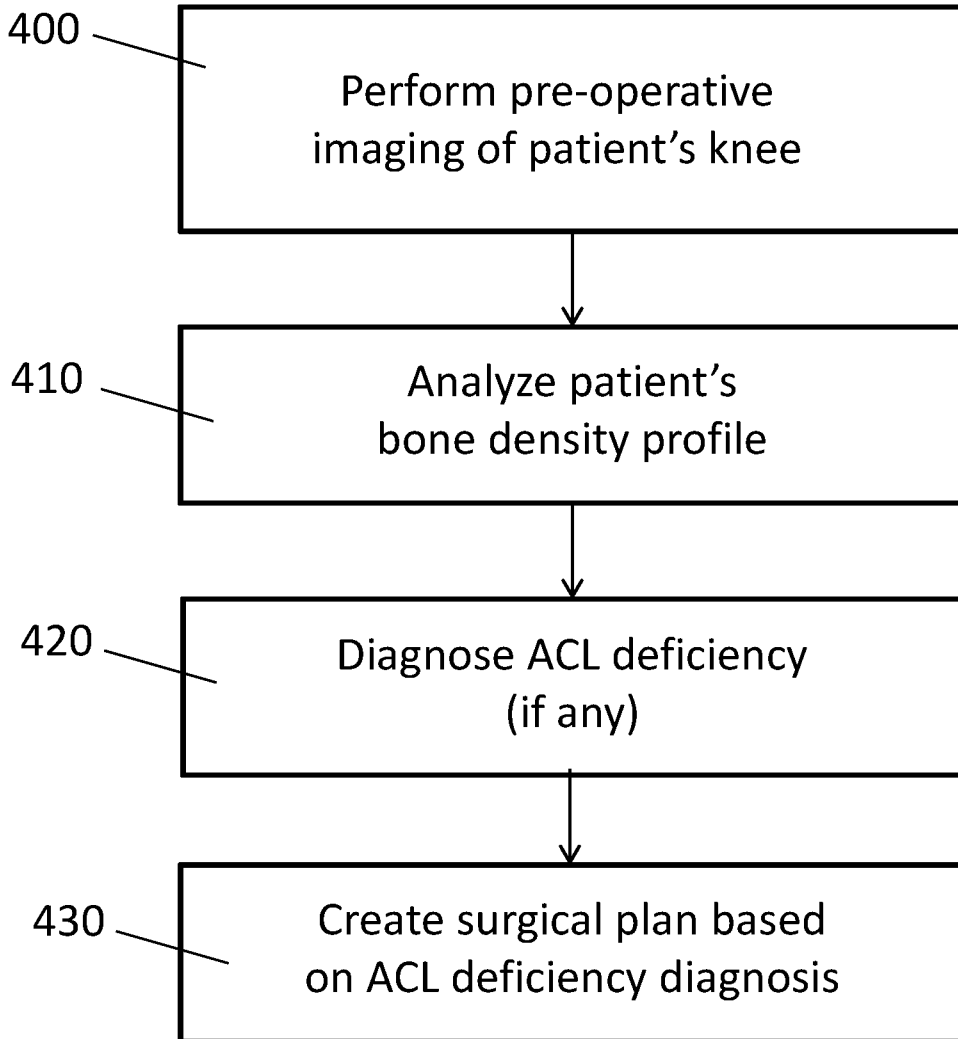 400
Perform pre-operative
imaging of patient’s knee
410
Analyze patient’s
bone density profile
420
Diagnose ACL deficiency
(if any)
430
Create surgical plan based
on ACL deficiency diagnosis